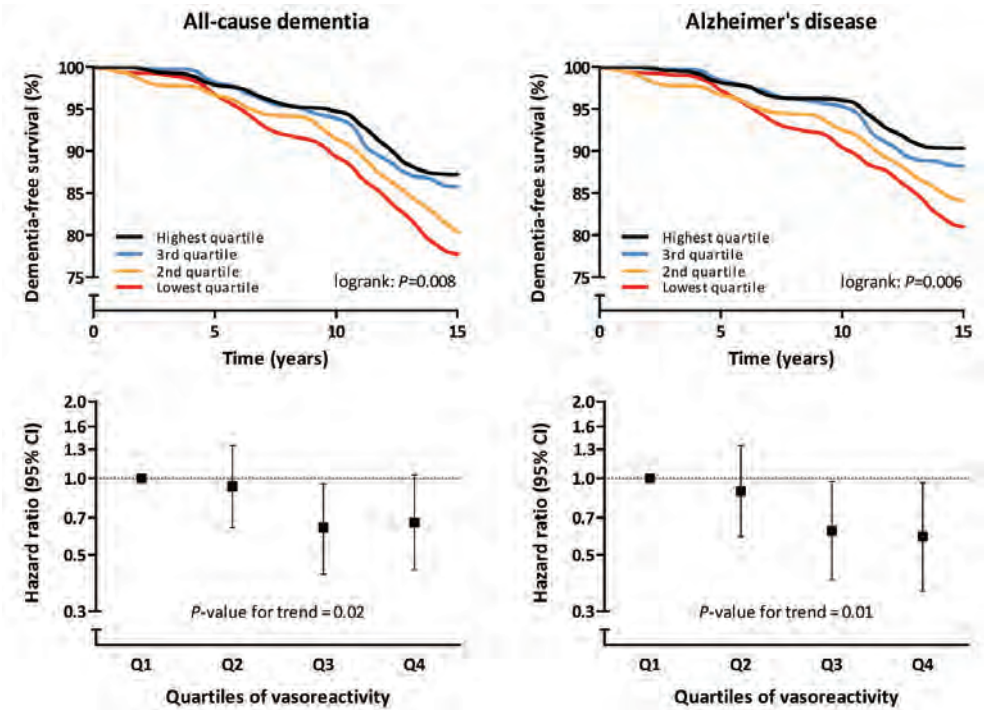 All-cause dementia
Dementia-free survival (%)
100
95
90
85
80
75
Highest quartile
3rd quartile
2nd quartile
Lowest quartile
logrank: P=0.008
0 5 10 15
Time (years)
Alzheimer's disease
Dementia-free survival (%)
100
95
90
85
80
75
Highest quartile
3rd quartile
2nd quartile
Lowest quartile
logrank: P=0.006
0 5 10 15
Time (years)
Hazard ratio (95% CI)
2.0
1.6
1.3
1.0
0.7
0.5
0.3
P-value for trend = 0.02
Q1 Q2 Q3 Q4
Quartiles of vasoreactivity
Hazard ratio (95% CI)
2.0
1.6
1.3
1.0
0.7
0.5
0.3
P-value for trend = 0.01
Q1 Q2 Q3 Q4
Quartiles of vasoreactivity